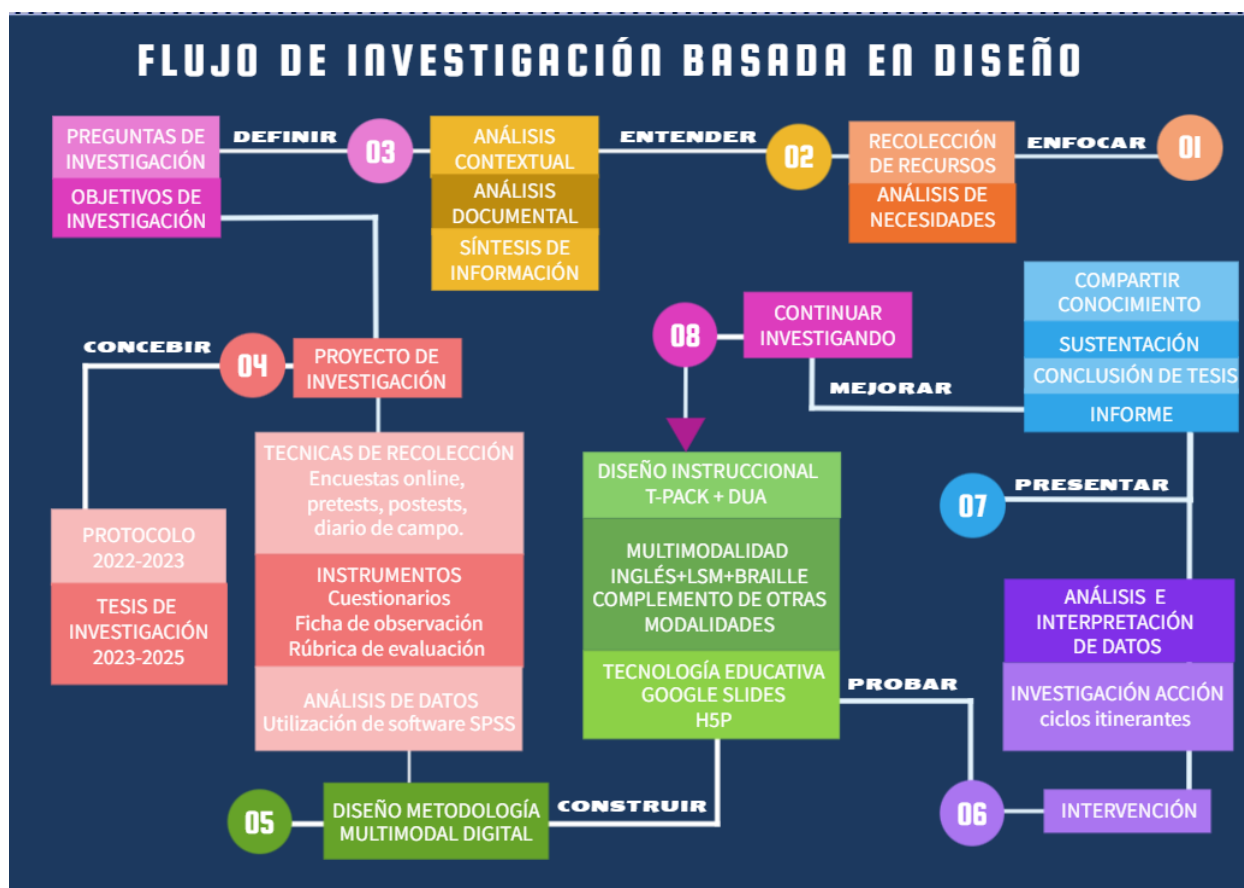 FLUJO DE INVESTIGACIÓN BASADA EN DISEÑO
PREGUNTAS DE
INVESTIGACIÓN
OBJETIVOS DE
INVESTIGACIÓN
DEFINIR
03
ANÁLISIS
CONTEXTUAL
ANÁLISIS
DOCUMENTAL
SÍNTESIS DE
INFORMACIÓN
ENTENDER
02
RECOLECCIÓN
DE RECURSOS
ANÁLISIS DE
NECESIDADES
ENFOCAR
01
CONCEBIR
04
PROYECTO DE
INVESTIGACIÓN
08
CONTINUAR
INVESTIGANDO
MEJORAR
COMPARTIR
CONOCIMIENTO
SUSTENTACIÓN
CONCLUSIÓN DE TESIS
INFORME
PROTOCOLO
2022-2023
TESIS DE
INVESTIGACIÓN
2023-2025
TECNICAS DE RECOLECCIÓN
Encuestas online,
pretests, postests,
diario de campo.
INSTRUMENTOS
Cuestionarios
Ficha de observación
Rúbrica de evaluación
ANÁLISIS DE DATOS
Utilización de software SPSS
DISEÑO INSTRUCCIONAL
T-PACK + DUA
MULTIMODALIDAD
INGLÉS+LSM+BRAILLE
COMPLEMENTO DE OTRAS
MODALIDADES
TECNOLOGÍA EDUCATIVA
GOOGLE SLIDES
H5P
07
PRESENTAR
ANÁLISIS E
INTERPRETACIÓN
DE DATOS
INVESTIGACIÓN ACCIÓN
ciclos itinerantes
PROBAR
05
DISEÑO METODOLOGÍA
MULTIMODAL DIGITAL
CONSTRUIR
06
INTERVENCIÓN